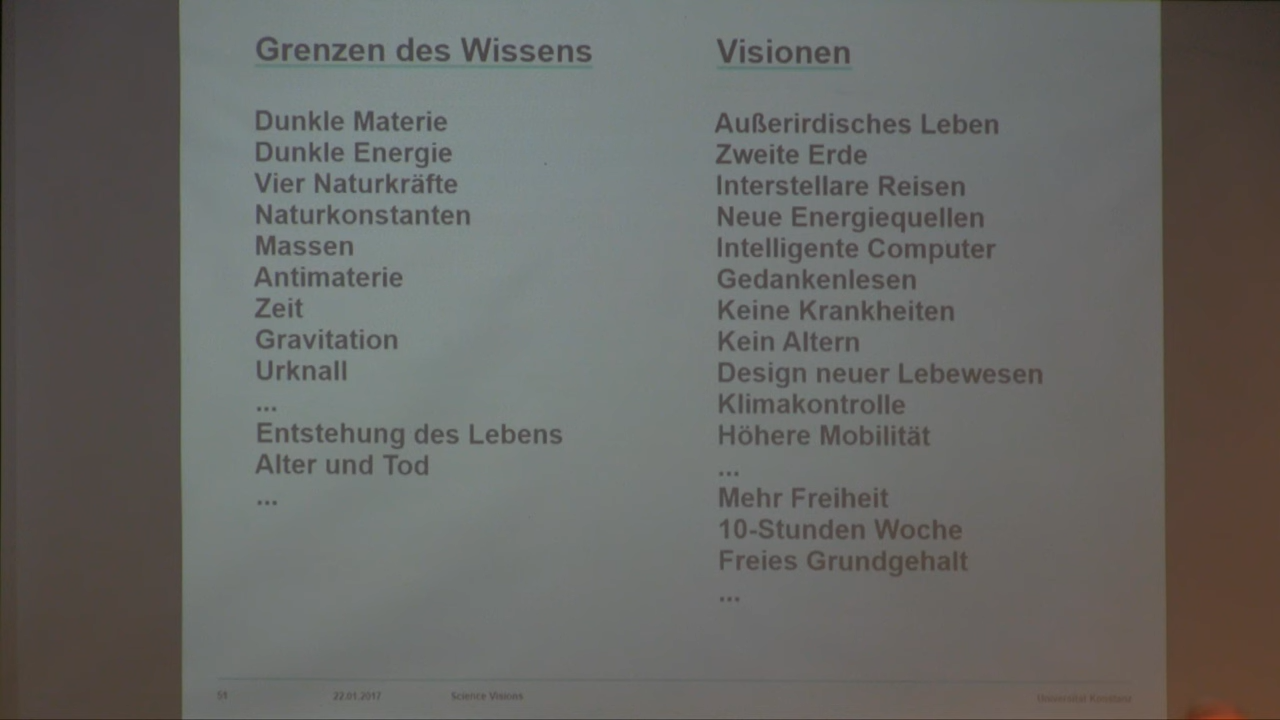 Grenzen des Wissens
Dunkle Materie
Dunkle Energie
Vier Naturkräfte
Naturkonstanten
Massen
Antimaterie
Zeit
Gravitation
Urknall
...
Entstehung des Lebens
Alter und Tod
...
Visionen
Außerirdisches Leben
Zweite Erde
Interstellare Reisen
Neue Energiequellen
Intelligente Computer
Gedankenlesen
Keine Krankheiten
Kein Altern
Design neuer Lebewesen
Klimakontrolle
Höhere Mobilität
...
Mehr Freiheit
10-Stunden Woche
Freies Grundgehalt
...
51 22.01.2017 Science Visions Universität Konstanz